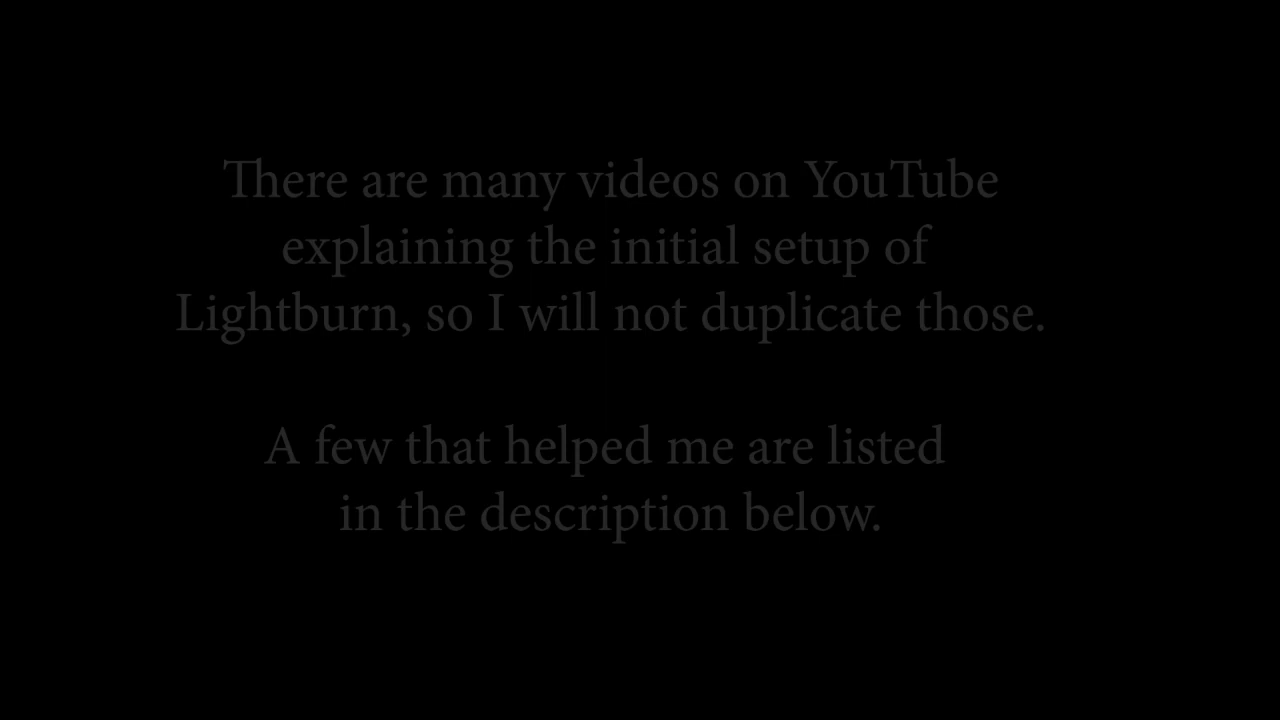 There are many videos on YouTube
explaining the initial setup of
Lightburn, so I will not duplicate those.
A few that helped me are listed
in the description below.